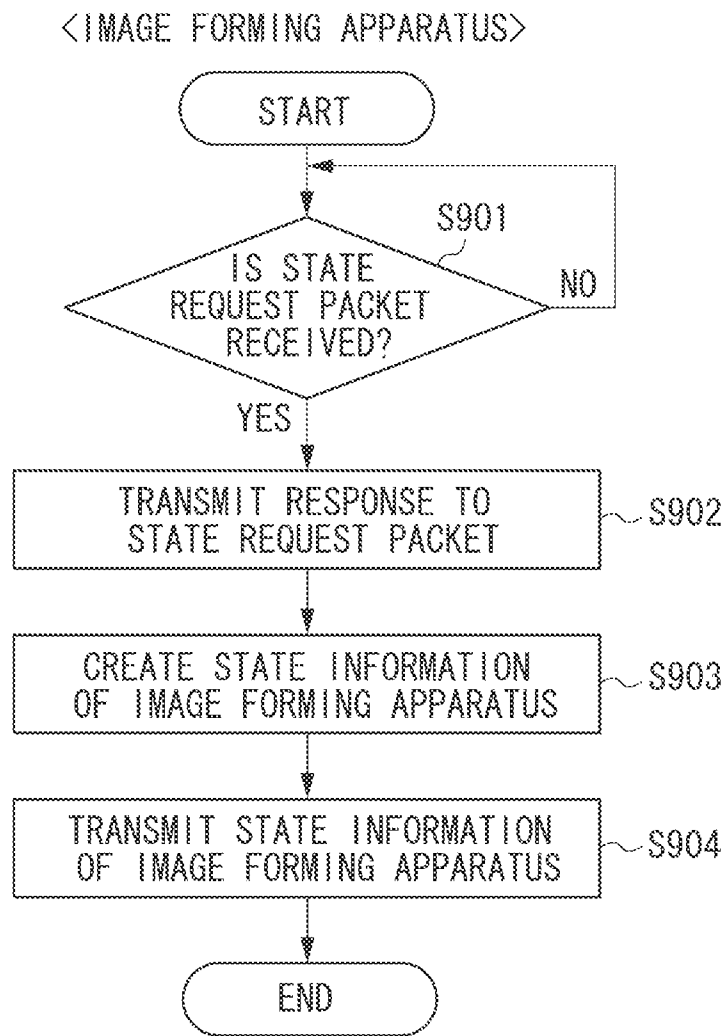 <IMAGE FORMING APPARATUS>
START
S901
IS STATE
REQUEST PACKET
RECEIVED?
NO
YES
TRANSMIT RESPONSE TO
STATE REQUEST PACKET
S902
CREATE STATE INFORMATION
OF IMAGE FORMING APPARATUS
S903
TRANSMIT STATE INFORMATION
OF IMAGE FORMING APPARATUS
S904
END